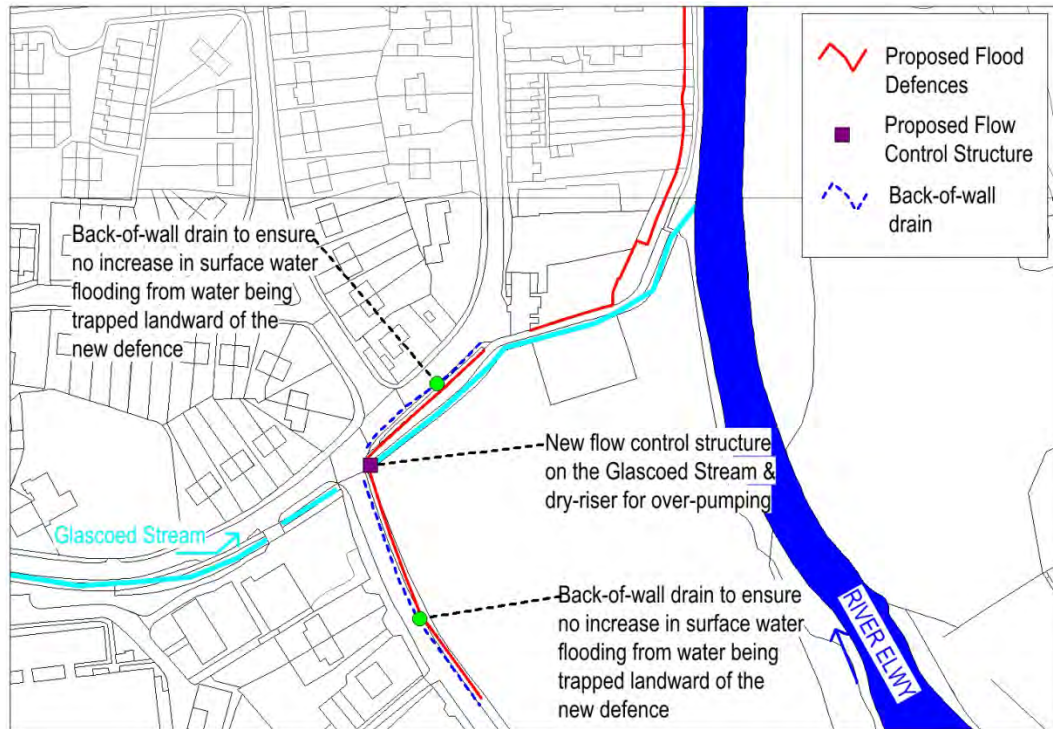 Proposed Flood
Defences
Proposed Flow
Control Structure
Back-of-wall
drain
Back-of-wall drain to ensure
no increase in surface water
flooding from water being
trapped landward of the
new defence
New flow control structure
on the Glascoed Stream &
dry-riser for over-pumping
Glascoed Stream
Back-of-wall drain to ensure
no increase in surface water
flooding from water being
trapped landward of the
new defence
RIVER ELWY